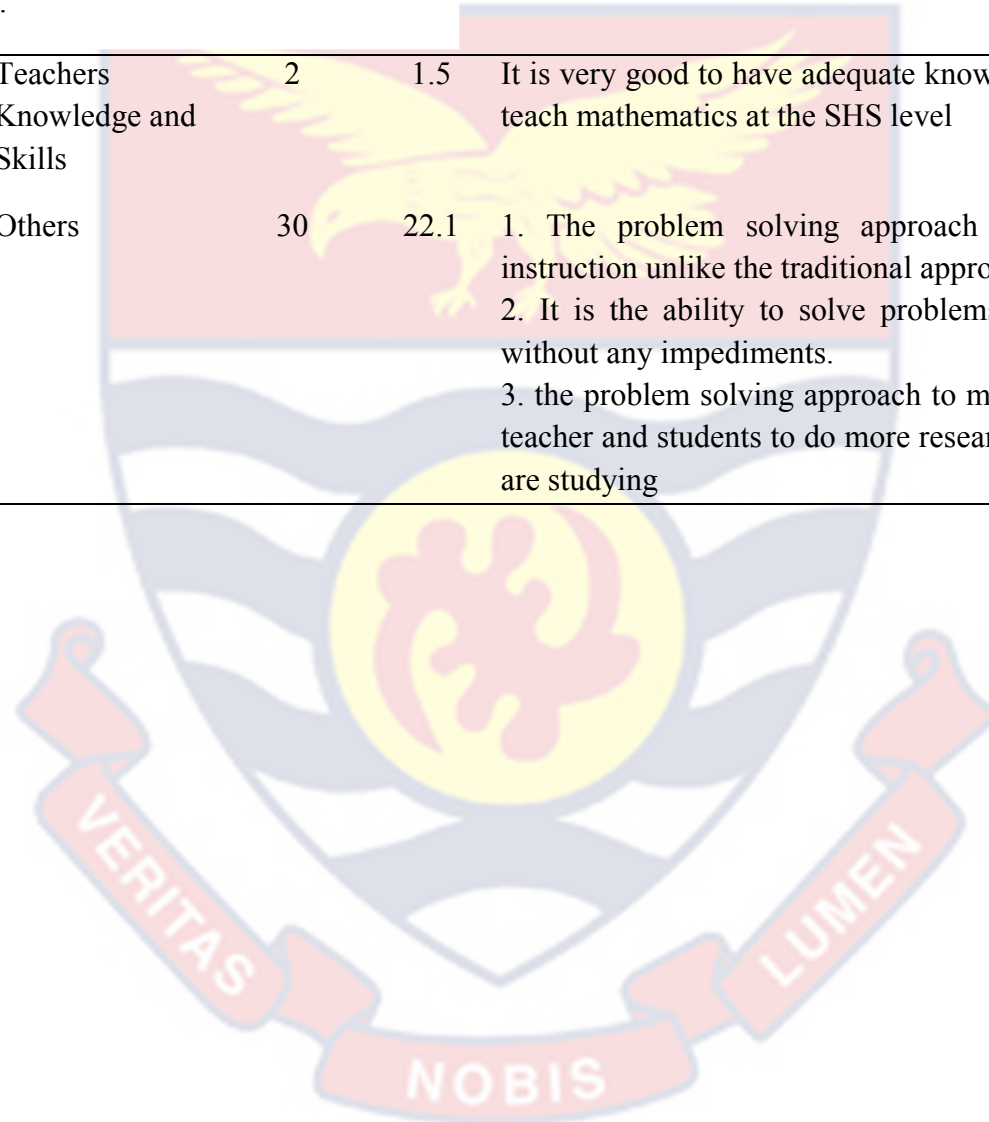 .
Teachers 2 1.5 It is very good to have adequate know
Knowledge and teach mathematics at the SHS level
Skills
Others 30 22.1 1. The problem solving approach
instruction unlike the traditional appro
2. It is the ability to solve problems
without any impediments.
3. the problem solving approach to m
teacher and students to do more resear
are studying
VERITAS
NOBIS
LUMEN